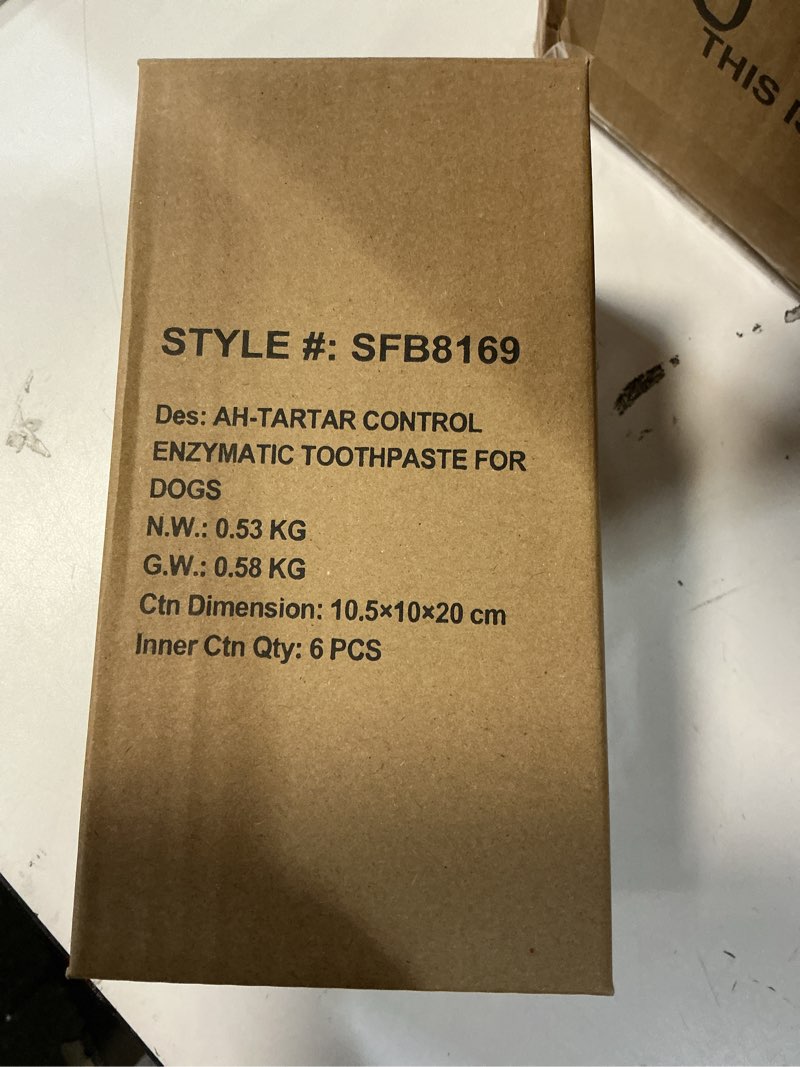 THIS
STYLE #: SFB8169
Des: AH-TARTAR CONTROL
ENZYMATIC TOOTHPASTE FOR
DOGS
N.W.: 0.53 KG
G.W.: 0.58 KG
Ctn Dimension: 10.5×10×20 cm
Inner Ctn Qty: 6 PCS